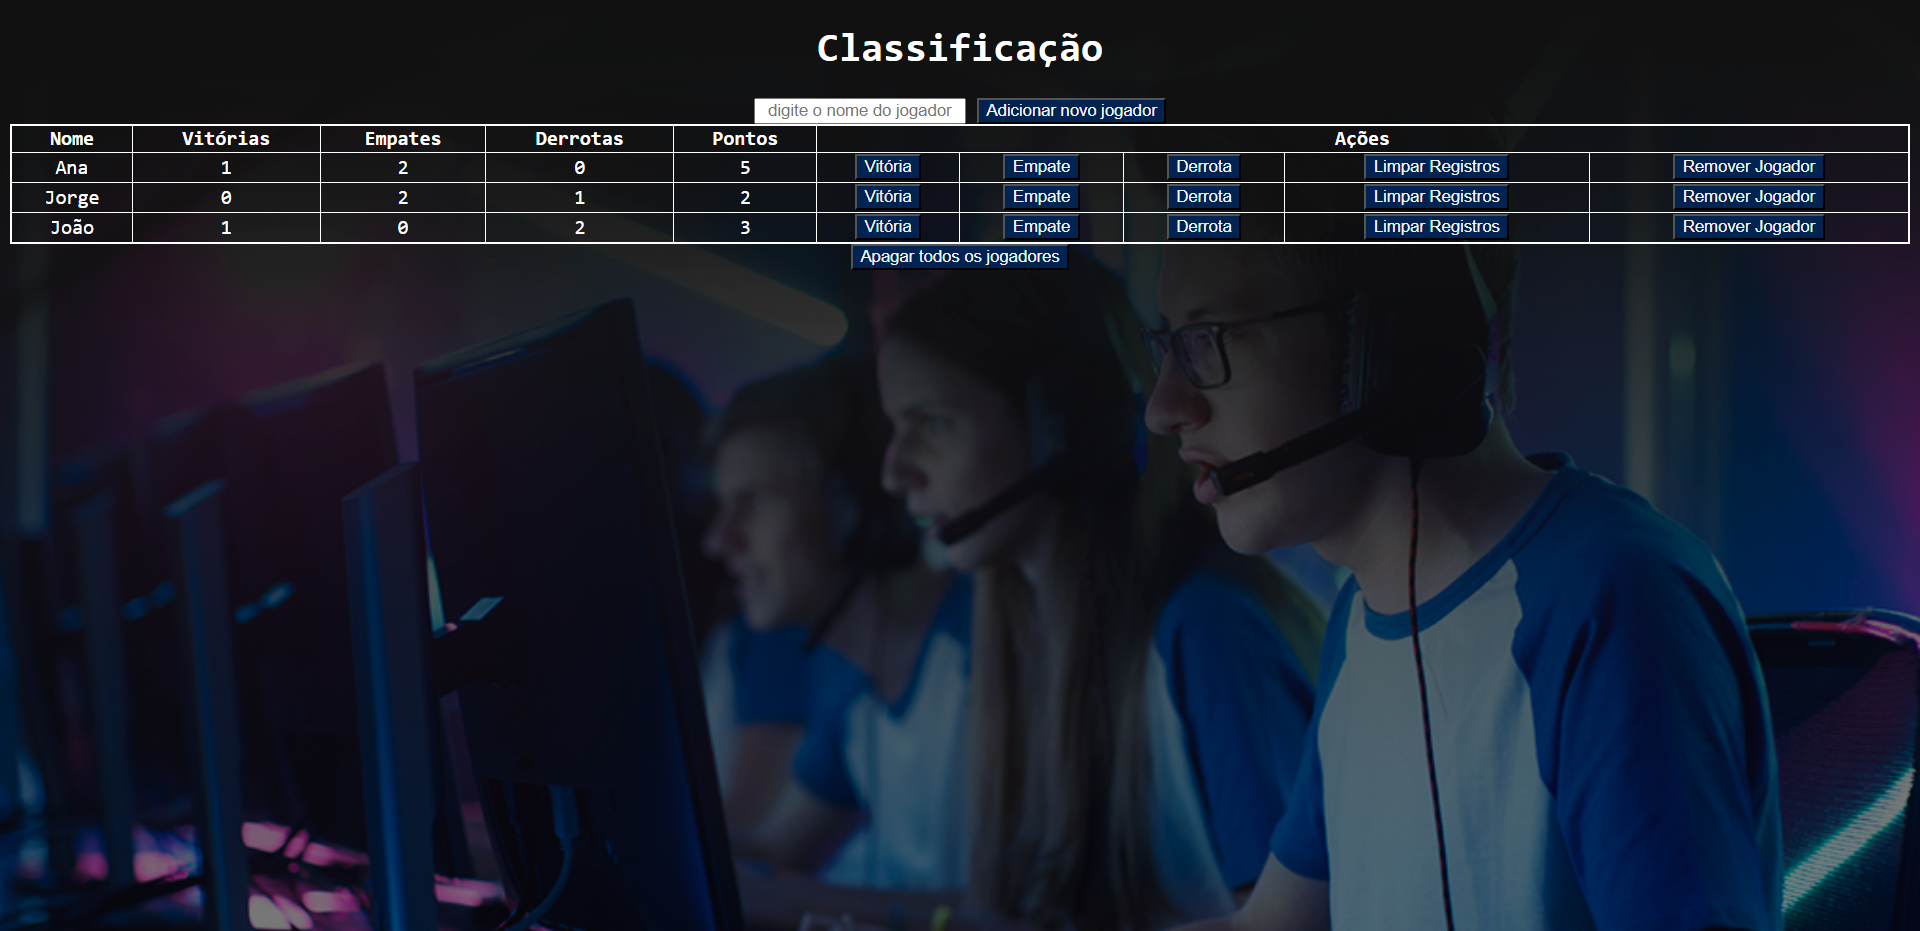 Classificação
digite o nome do jogador Adicionar novo jogador
Nome Vitórias Empates Derrotas Pontos Ações
Ana 1 2 0 5 Vitória Empate Derrota Limpar Registros Remover Jogador
Jorge 0 2 1 2 Vitória Empate Derrota Limpar Registros Remover Jogador
João 1 0 2 3 Vitória Empate Derrota Limpar Registros Remover Jogador
Apagar todos os jogadores